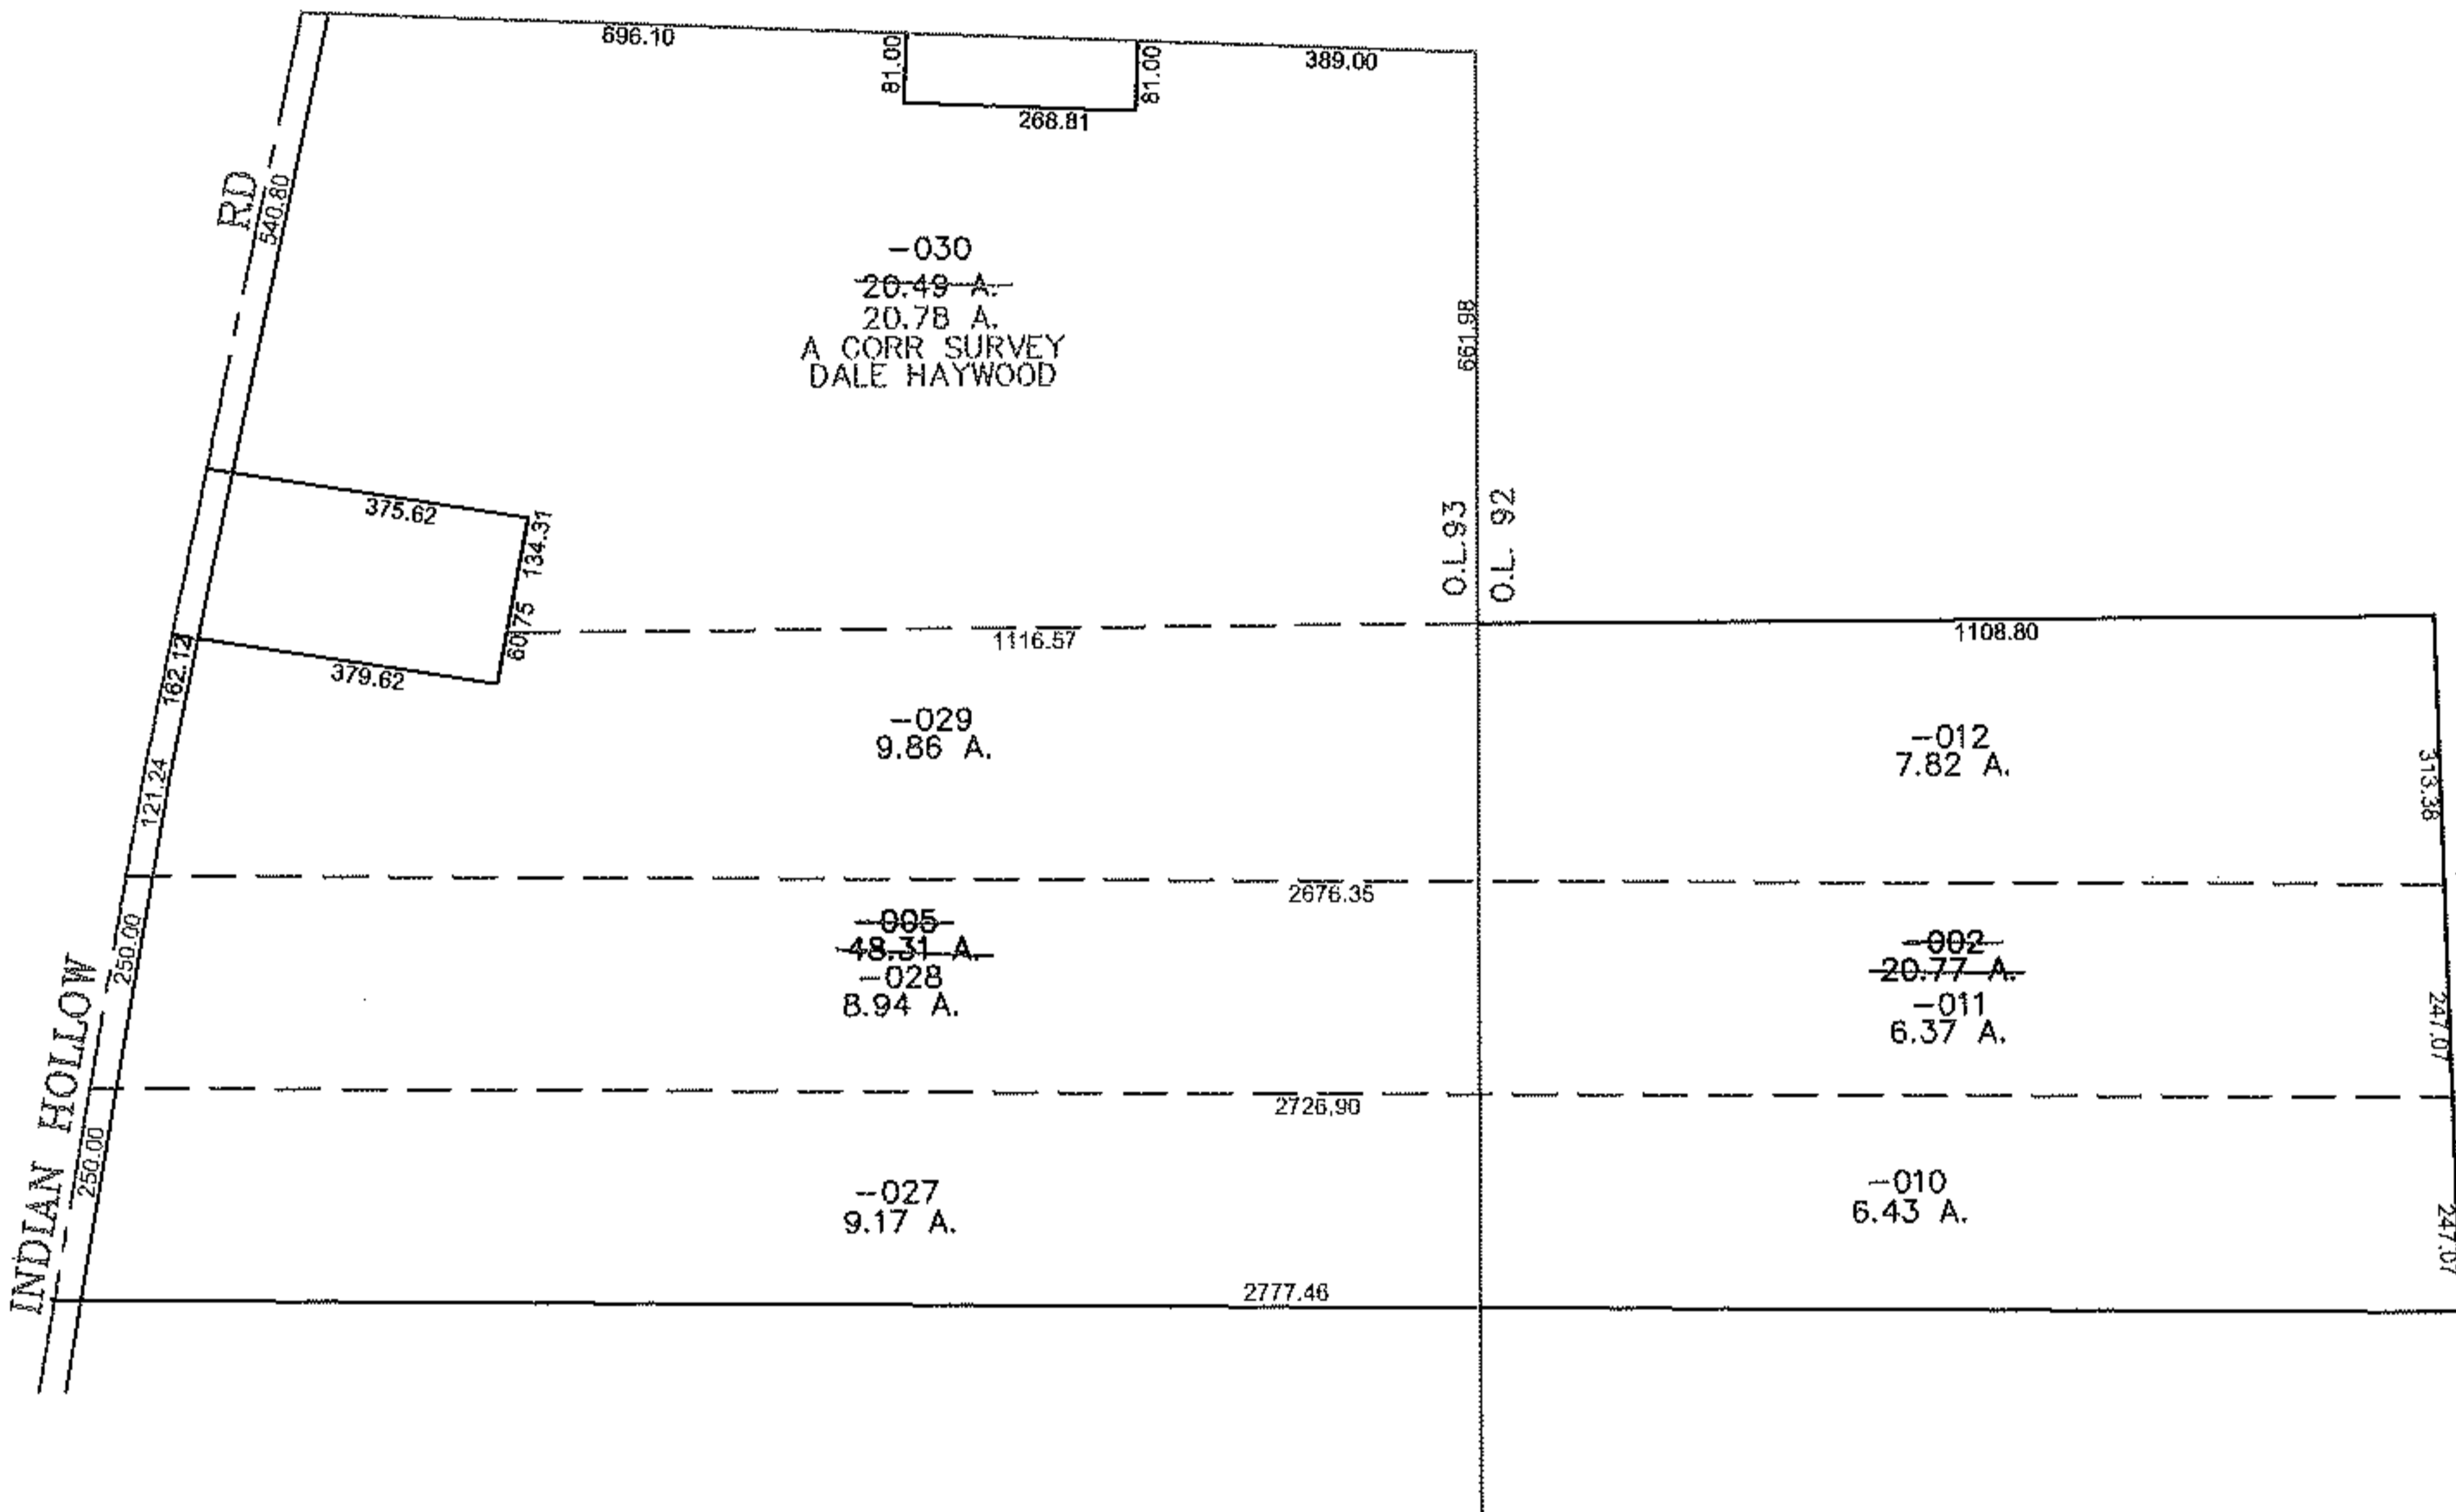 696.10
81.00
81.00
389.00
268.81
RD
540.80
-030
20.49 A.
20.78 A.
A CORR SURVEY
DALE HAYWOOD
661.98
375.62
134.31
O.L.93
O.L. 92
60.75
1116.57
1108.80
162.12
379.62
-029
9.86 A.
-012
7.82 A.
313.38
121.24
2676.35
-005
48.31 A.
-028
8.94 A.
-002
20.77 A.
-011
6.37 A.
250.00
247.07
INDIAN HOLLOW
2726.90
250.00
-027
9.17 A.
-010
6.43 A.
247.07
2777.46